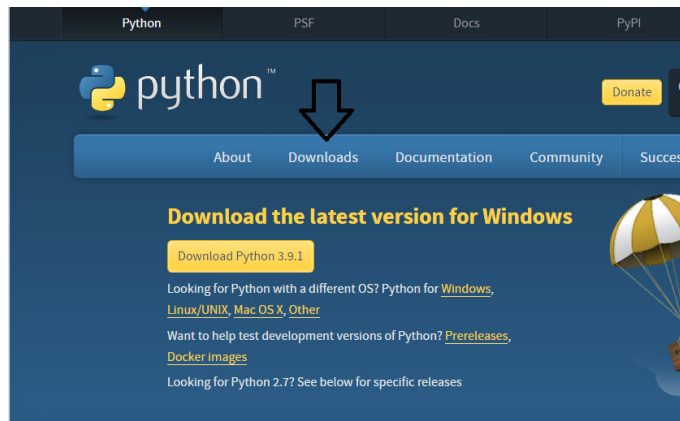 Python PSF Docs PyPI
python™
Donate
About Downloads Documentation Community Succes
Download the latest version for Windows
Download Python 3.9.1
Looking for Python with a different OS? Python for Windows,
Linux/UNIX, Mac OS X, Other
Want to help test development versions of Python? Prereleases,
Docker images
Looking for Python 2.7? See below for specific releases